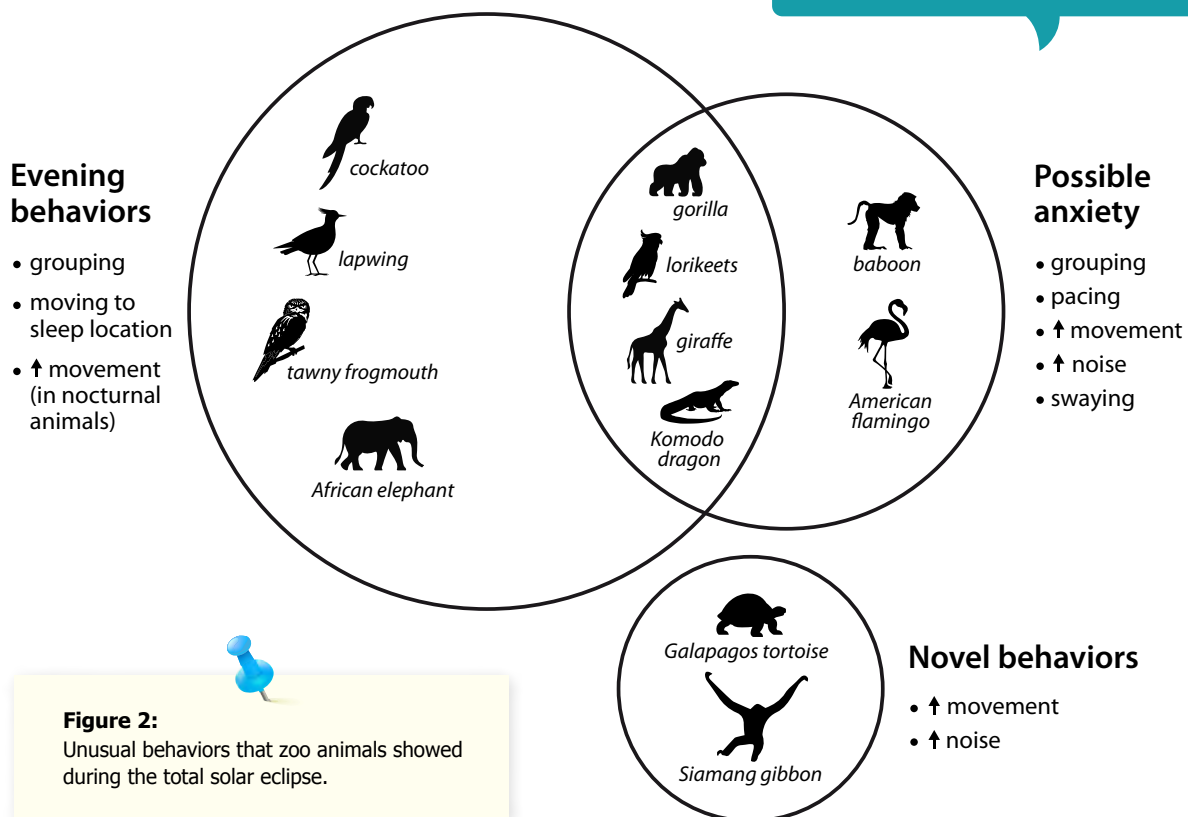 Evening
behaviors
• grouping
• moving to
sleep location
• ↑ movement
(in nocturnal
animals)
cockatoo
lapwing
tawny frogmouth
African elephant
gorilla
lorikeets
giraffe
Komodo
dragon
baboon
American
flamingo
Possible
anxiety
• grouping
• pacing
• ↑ movement
• ↑ noise
• swaying
Galapagos tortoise
Siamang gibbon
Novel behaviors
• ↑ movement
• ↑ noise
Figure 2:
Unusual behaviors that zoo animals showed
during the total solar eclipse.